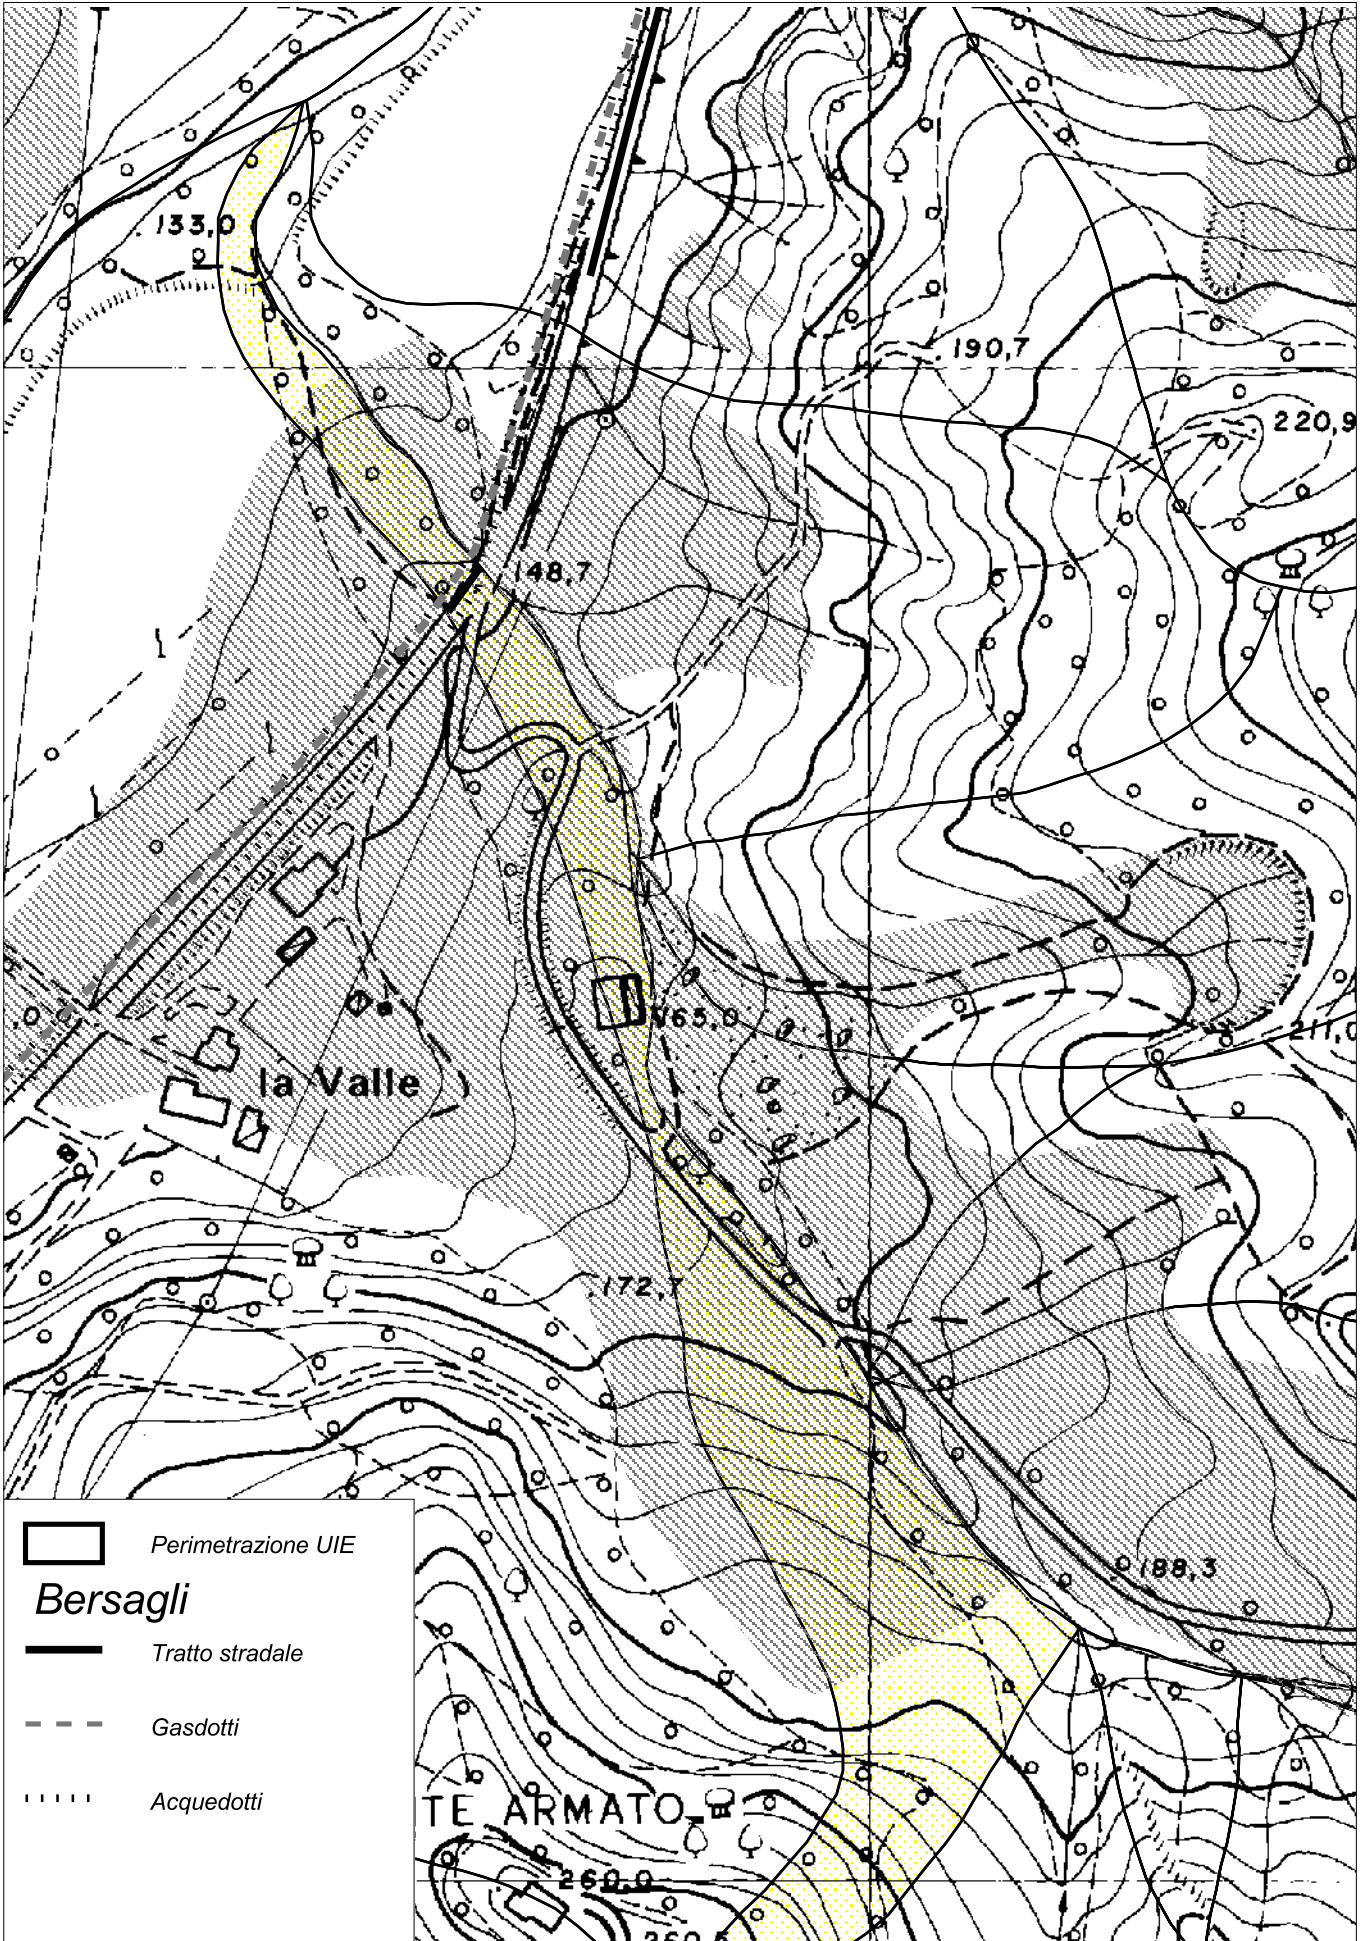 133,0
190,7
220,9
148,7
165,0
211,0
la Valle
172,7
188,3
Perimetrazione UIE
Bersagli
Tratto stradale
Gasdotti
Acquedotti
TE ARMATO
260,0